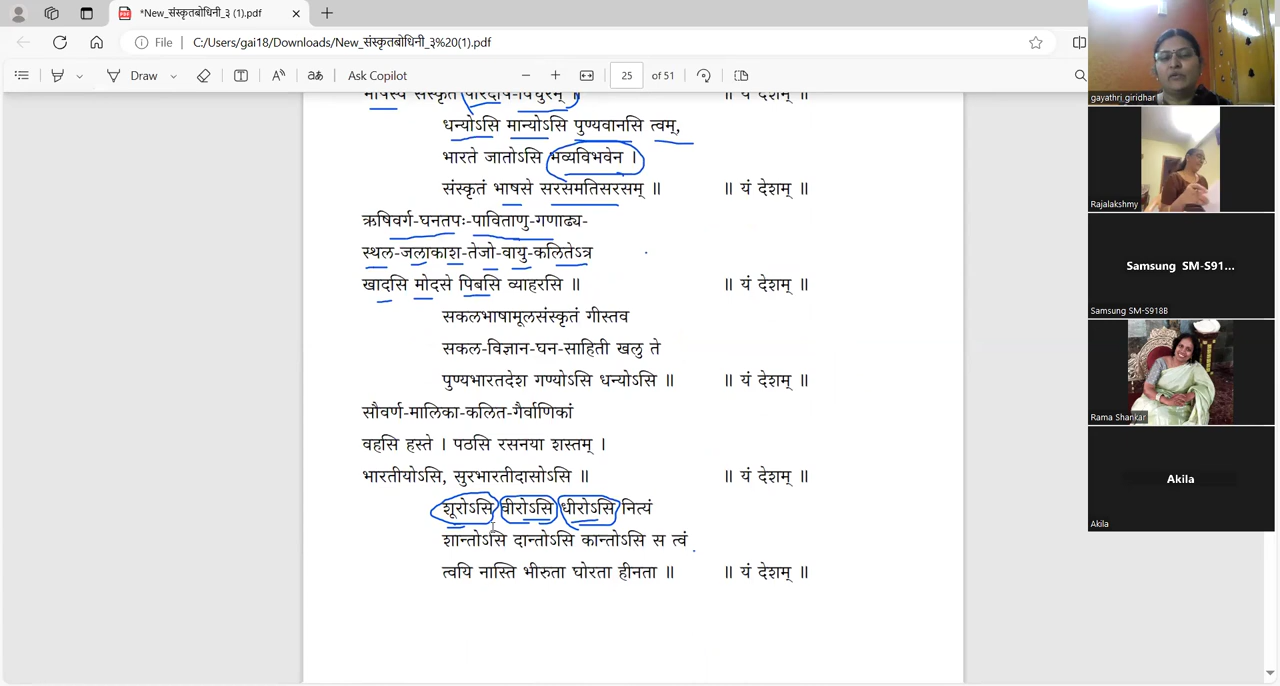 *New_संस्कृतबोधिनी_३ (1).pdf
File C:/Users/gai18/Downloads/New_संस्कृतबोधिनी_३%20(1).pdf
Draw Ask Copilot 25 of 51
संस्कृतं ॥ यं देशम् ॥
धन्योऽसि मान्योऽसि पुण्यवानसि त्वम्,
भारते जातोऽसि भव्यविभवेन ।
संस्कृतं भाषसे सरसमतिसरसम् ॥ ॥ यं देशम् ॥
ऋषिवर्ग-घनतपः-पाविताणु-गणाढ्य-
स्थल-जलाकाश-तेजो-वायु-कलितेऽत्र
खादसि मोदसे पिबसि व्याहरसि ॥ ॥ यं देशम् ॥
सकलभाषामूलसंस्कृतं गीस्तव
सकल-विज्ञान-घन-साहिती खलु ते
पुण्यभारतदेश गण्योऽसि धन्योऽसि ॥ ॥ यं देशम् ॥
सौवर्ण-मालिका-कलित-गैर्वाणिकां
वहसि हस्ते । पठसि रसनया शस्तम् ।
भारतीयोऽसि, सुरभारतीदासोऽसि ॥ ॥ यं देशम् ॥
शूरोऽसि वीरोऽसि धीरोऽसि नित्यं
शान्तोऽसि दान्तोऽसि कान्तोऽसि स त्वं
त्वयि नास्ति भीरुता घोरता हीनता ॥ ॥ यं देशम् ॥
gayathri giridhar
Rajalakshmy
Samsung SM-S91...
Samsung SM-S918B
Rama Shankar
Akila
Akila